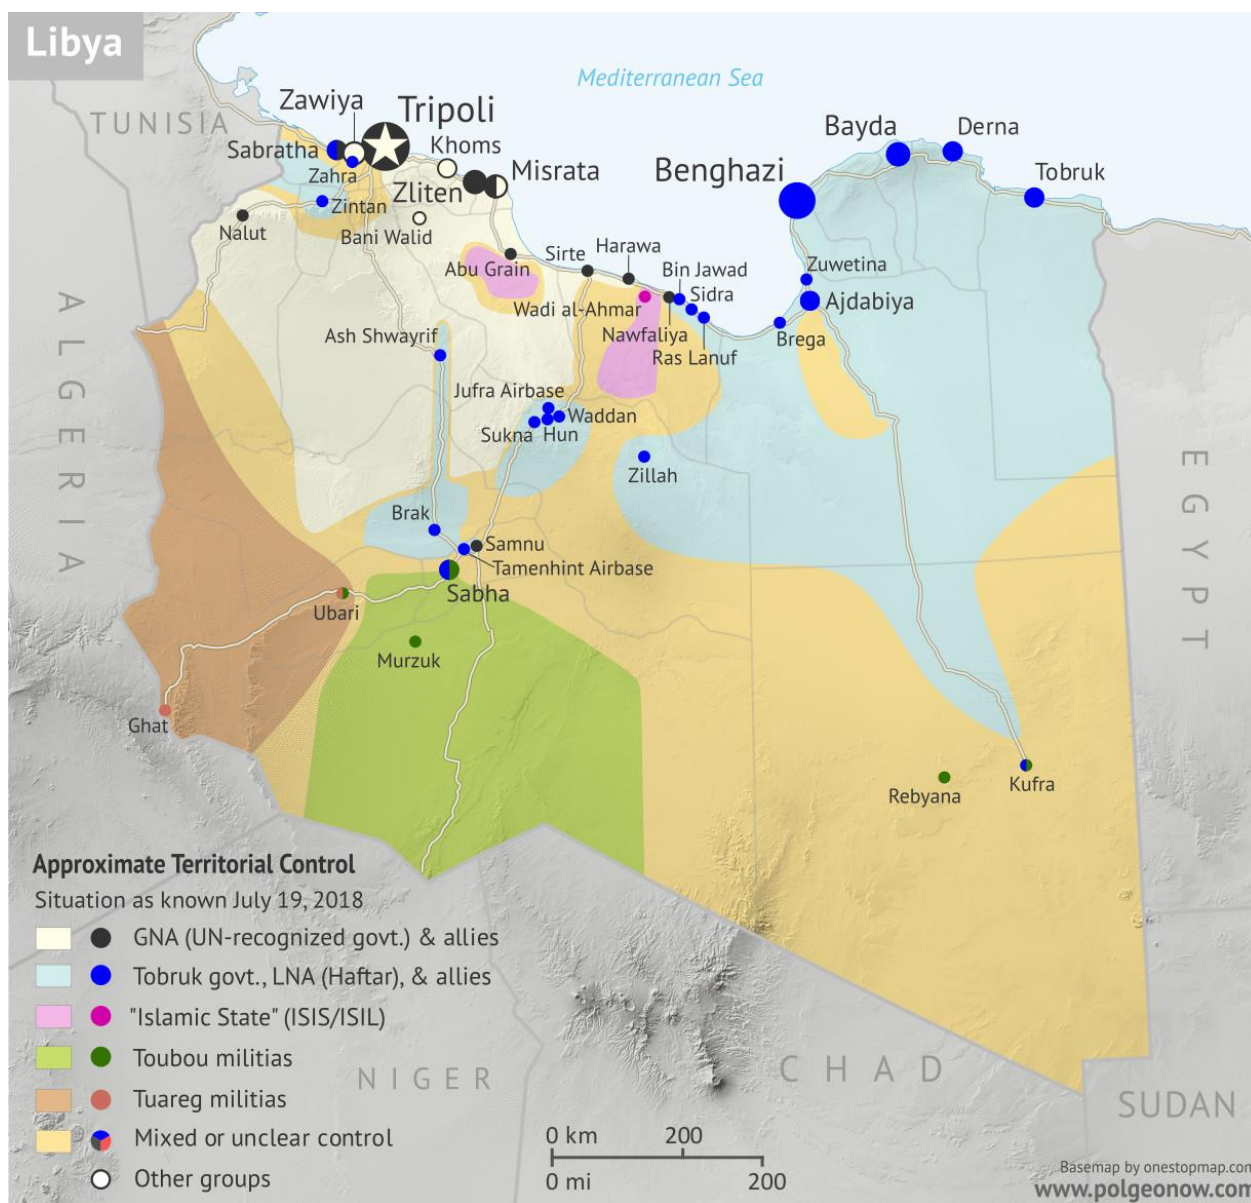 Libya
Mediterranean Sea
TUNISIA
Zawiya
Tripoli
Khoms
Sabratha
Zahra
Misrata
Zliten
Zintan
Nalut
Bani Walid
Bayda
Derna
Benghazi
Tobruk
Abu Grain
Sirte
Harawa
Bin Jawad
Sidra
Wadi al-Ahmar
Nawfaliya
Ras Lanuf
Zuwetina
Ajdabiya
Brega
ALGERIA
Ash Shwayrif
Jufra Airbase
Waddan
Sukna
Hun
Zillah
EGYPT
Brak
Samnu
Tamenhint Airbase
Sabha
Ubari
Murzuk
Ghat
Rebyana
Kufra
Approximate Territorial Control
Situation as known July 19, 2018
GNA (UN-recognized govt.) & allies
Tobruk govt., LNA (Haftar), & allies
"Islamic State" (ISIS/ISIL)
Toubou militias
Tuareg militias
Mixed or unclear control
Other groups
NIGER
CHAD
SUDAN
0 km 200
0 mi 200
Basemap by onestopmap.com
www.polgeonow.com